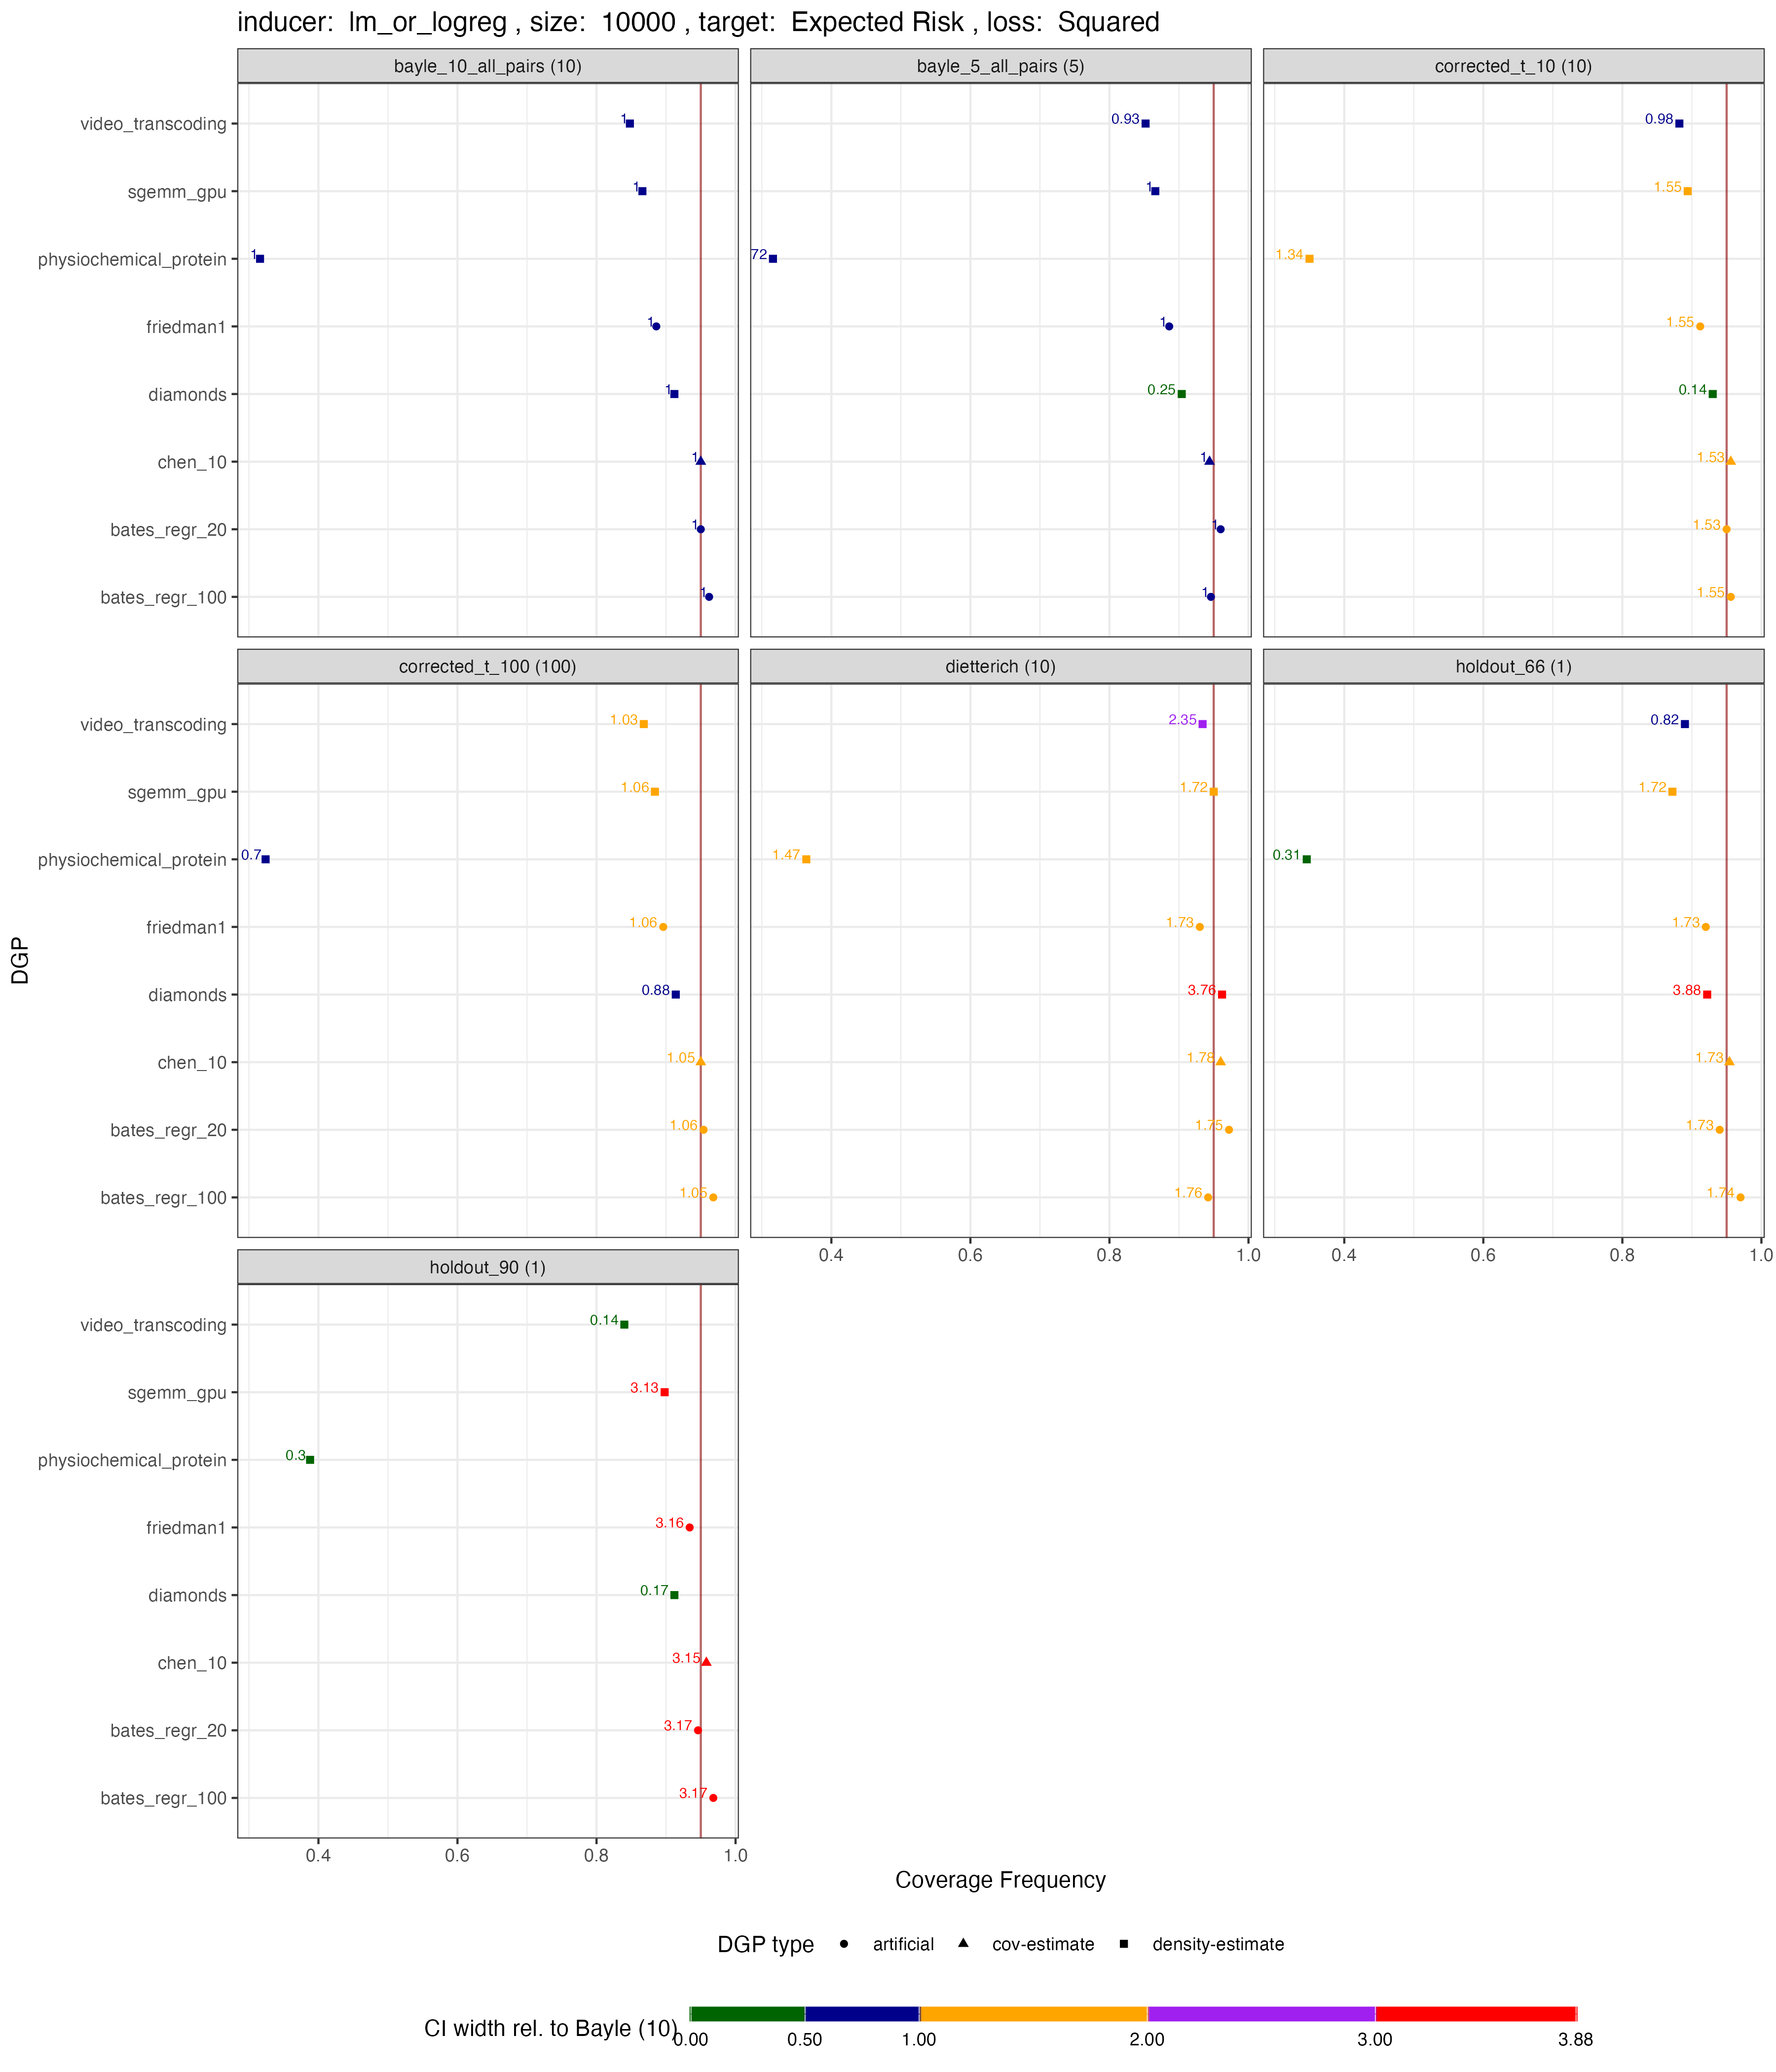 inducer:  lm_or_logreg , size:  10000 , target:  Expected Risk , loss:  Squared
bayle_10_all_pairs (10)
bayle_5_all_pairs (5)
corrected_t_10 (10)
video_transcoding
1
0.93
0.98
sgemm_gpu
1
1
1.55
physiochemical_protein
1
72
1.34
friedman1
1
1
1.55
diamonds
1
0.25
0.14
chen_10
1
1
1.53
bates_regr_20
1
1
1.53
bates_regr_100
1
1
1.55
corrected_t_100 (100)
dietterich (10)
holdout_66 (1)
video_transcoding
1.03
2.35
0.82
sgemm_gpu
1.06
1.72
1.72
physiochemical_protein
0.7
1.47
0.31
friedman1
1.06
1.73
1.73
diamonds
0.88
3.76
3.88
chen_10
1.05
1.78
1.73
bates_regr_20
1.06
1.75
1.73
bates_regr_100
1.05
1.76
1.74
0.4 0.6 0.8 1.0
0.4 0.6 0.8 1.0
DGP
holdout_90 (1)
video_transcoding
0.14
sgemm_gpu
3.13
physiochemical_protein
0.3
friedman1
3.16
diamonds
0.17
chen_10
3.15
bates_regr_20
3.17
bates_regr_100
3.17
0.4 0.6 0.8 1.0
Coverage Frequency
DGP type artificial cov-estimate density-estimate
CI width rel. to Bayle (10)
0.00 0.50 1.00 2.00 3.00 3.88